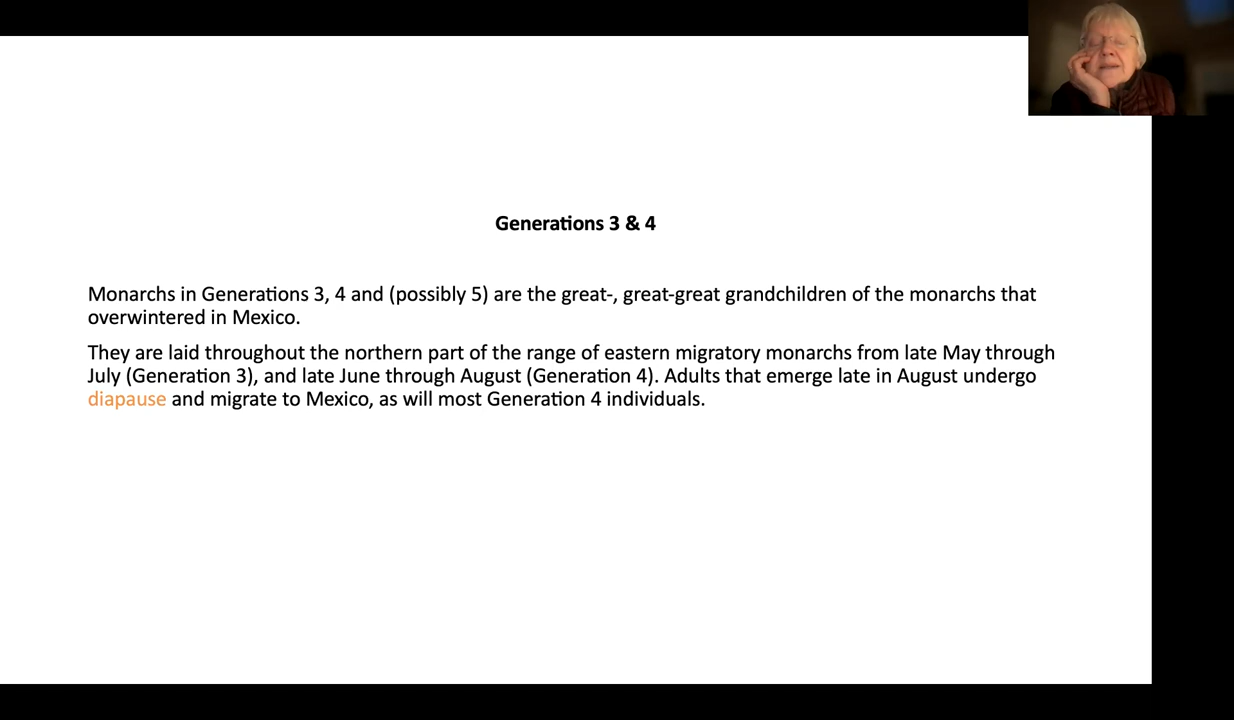 Generations 3 & 4
Monarchs in Generations 3, 4 and (possibly 5) are the great-, great-great grandchildren of the monarchs that
overwintered in Mexico.
They are laid throughout the northern part of the range of eastern migratory monarchs from late May through
July (Generation 3), and late June through August (Generation 4). Adults that emerge late in August undergo
diapause and migrate to Mexico, as will most Generation 4 individuals.